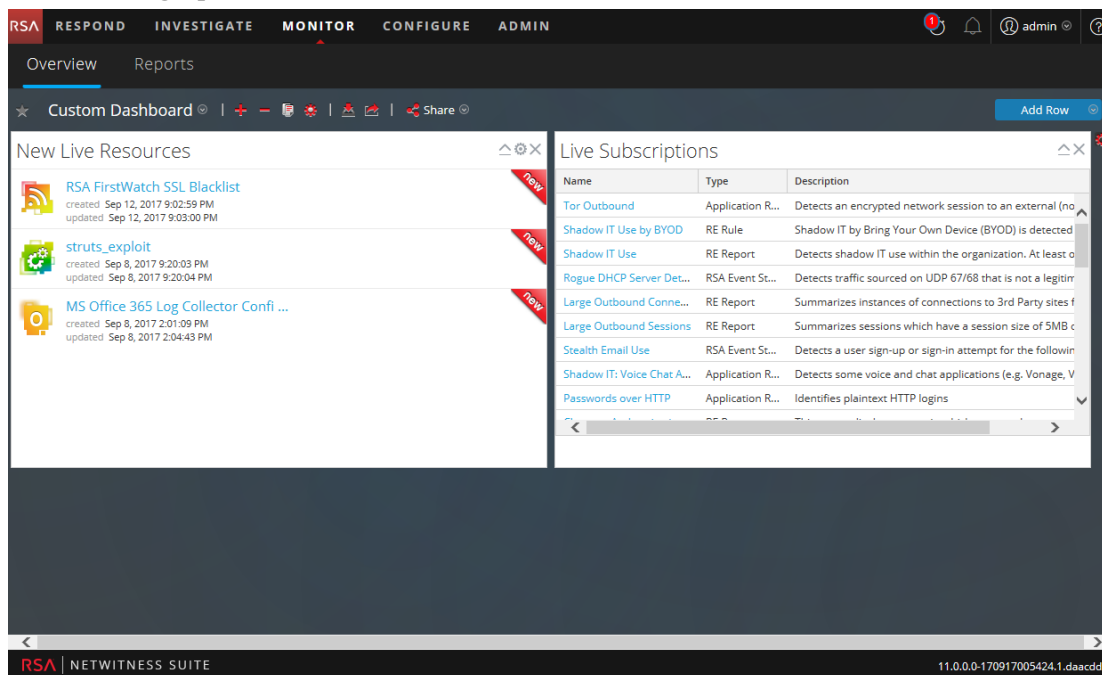 RSA RESPOND INVESTIGATE MONITOR CONFIGURE ADMIN 1 admin
Overview Reports
Custom Dashboard Share Add Row
New Live Resources
RSA FirstWatch SSL Blacklist
created Sep 12, 2017 9:02:59 PM
updated Sep 12, 2017 9:03:00 PM
new
struts_exploit
created Sep 8, 2017 9:20:03 PM
updated Sep 8, 2017 9:20:04 PM
new
MS Office 365 Log Collector Confi ...
created Sep 8, 2017 2:01:09 PM
updated Sep 8, 2017 2:04:43 PM
new
Live Subscriptions
Name Type Description
Tor Outbound Application R... Detects an encrypted network session to an external (no
Shadow IT Use by BYOD RE Rule Shadow IT by Bring Your Own Device (BYOD) is detected
Shadow IT Use RE Report Detects shadow IT use within the organization. At least o
Rogue DHCP Server Det... RSA Event St... Detects traffic sourced on UDP 67/68 that is not a legitim
Large Outbound Conne... RE Report Summarizes instances of connections to 3rd Party sites f
Large Outbound Sessions RE Report Summarizes sessions which have a session size of 5MB
Stealth Email Use RSA Event St... Detects a user sign-up or sign-in attempt for the followin
Shadow IT: Voice Chat A... Application R... Detects some voice and chat applications (e.g. Vonage, V
Passwords over HTTP Application R... Identifies plaintext HTTP logins
RSA NETWITNESS SUITE 11.0.0.0-170917005424.1.daacdd